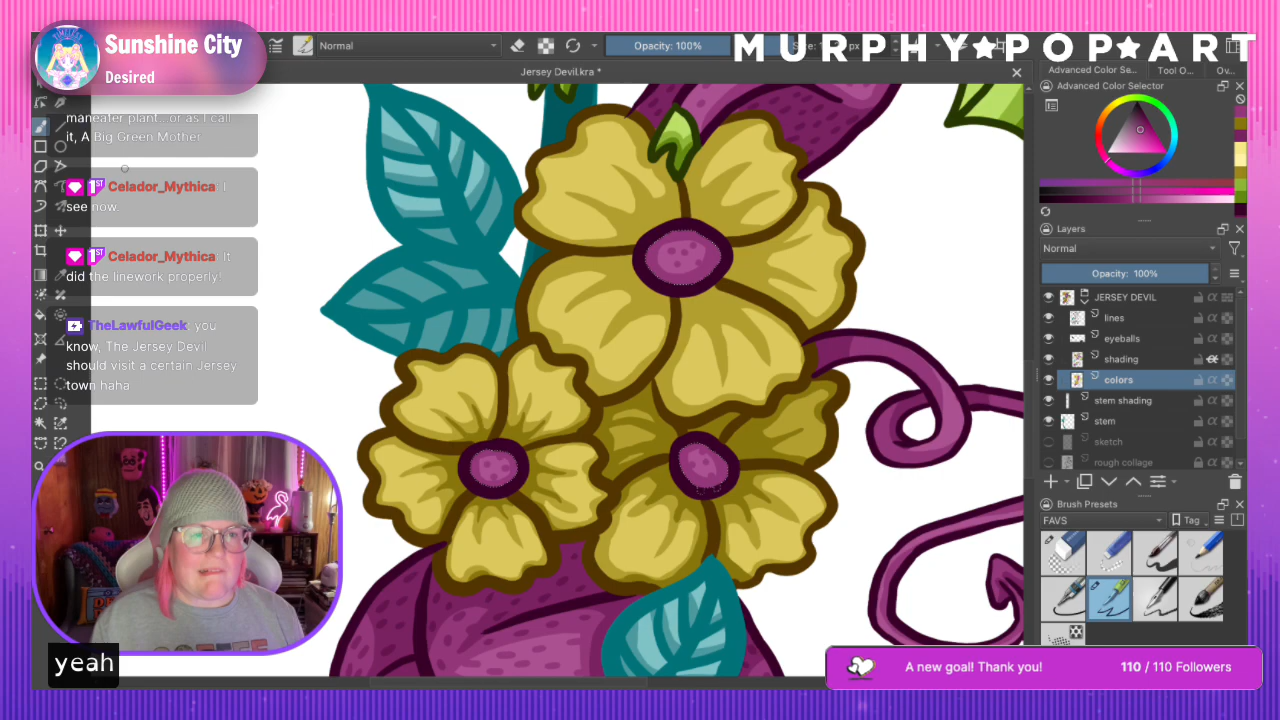 Sunshine City
Desired
Normal
Opacity: 100%
MURPHY★POP★ART
Jersey Devil.kra *
Advanced Color Se...
Tool O...
Ov...
Advanced Color Selector
maneater plant...or as I call
it, A Big Green Mother
1ST Celador_Mythica I
see now.
1ST Celador_Mythica It
did the linework properly!
TheLawfulGeek you
know, The Jersey Devil
should visit a certain Jersey
town haha
Layers
Normal
Opacity: 100%
JERSEY DEVIL
lines
eyeballs
shading
colors
stem shading
stem
sketch
rough collage
Brush Presets
FAVS
Tag
yeah
A new goal! Thank you!
110 / 110 Followers